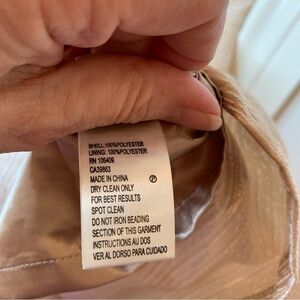 SHELL:100%POLYESTER
LINING: 100%POLYESTER
RN 106409
CA39663
MADE IN CHINA
DRY CLEAN ONLY Ⓟ
FOR BEST RESULTS
SPOT CLEAN
DO NOT IRON BEADING
SECTION OF THIS GARMENT
INSTRUCTIONS AU DOS
VER AL DORSO PARA CUIDADO